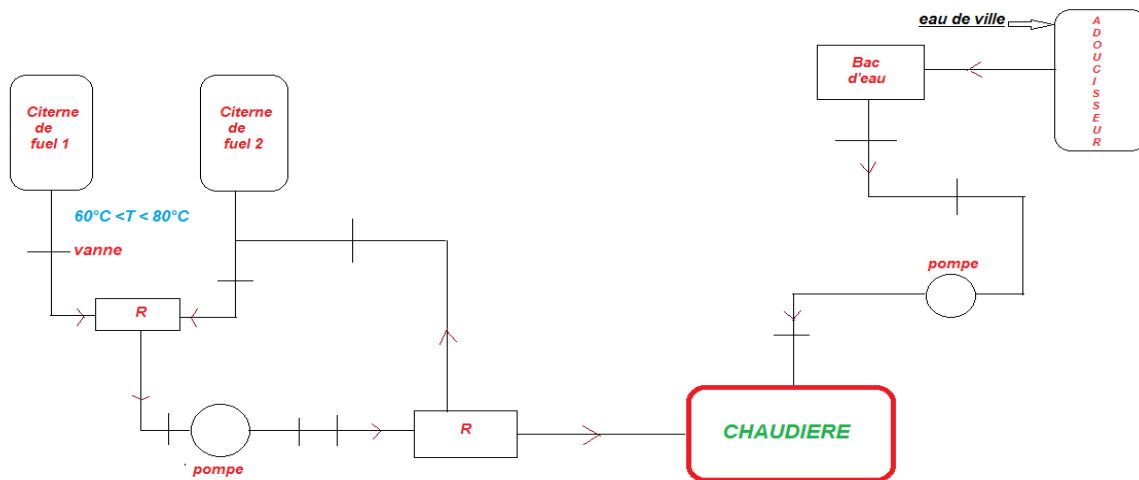 eau de ville
ADOUCISSEUR
Bac
d'eau
Citerne
de
fuel 1
Citerne
de
fuel 2
60°C <T < 80°C
vanne
R
pompe
R
pompe
CHAUDIERE